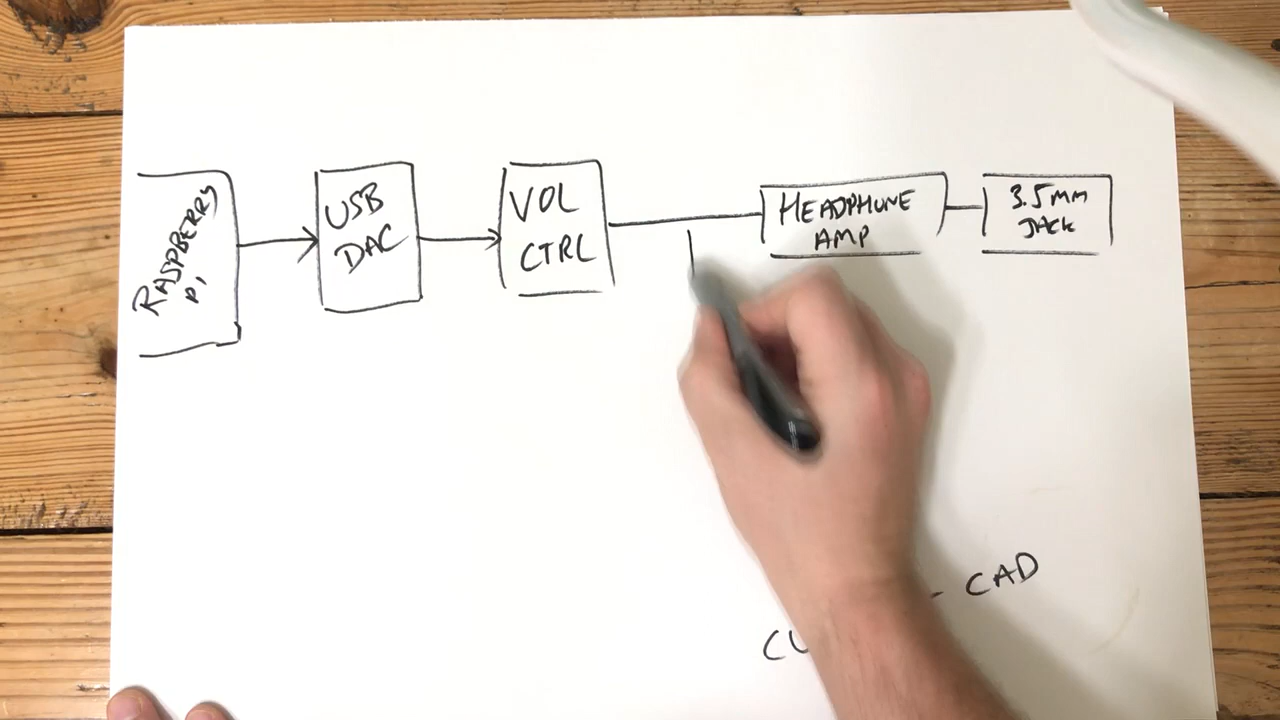 RASPBERRY
PI
USB
DAC
VOL
CTRL
HEADPHONE
AMP
3.5mm
JACK
- CAD